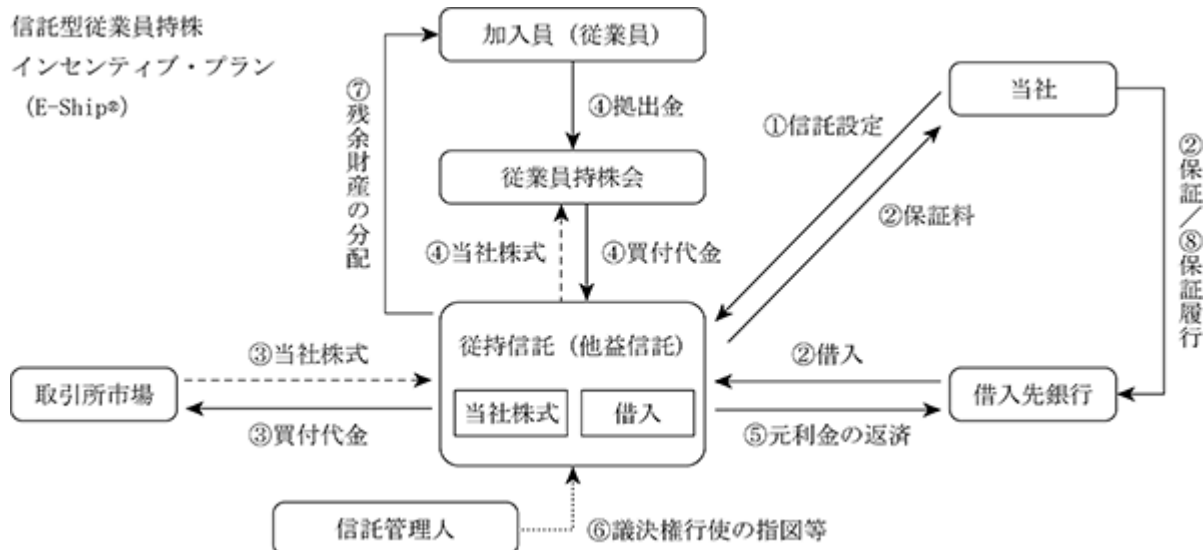 信託型従業員持株
インセンティブ・プラン
(E-Ship®)
加入員（従業員）
当社
⑦残余財産の分配
④拠出金
①信託設定
従業員持株会
②保証料
②保証／⑧保証履行
④当社株式
④買付代金
従持信託（他益信託）
③当社株式
②借入
取引所市場
当社株式
借入
借入先銀行
③買付代金
⑤元利金の返済
信託管理人
⑥議決権行使の指図等